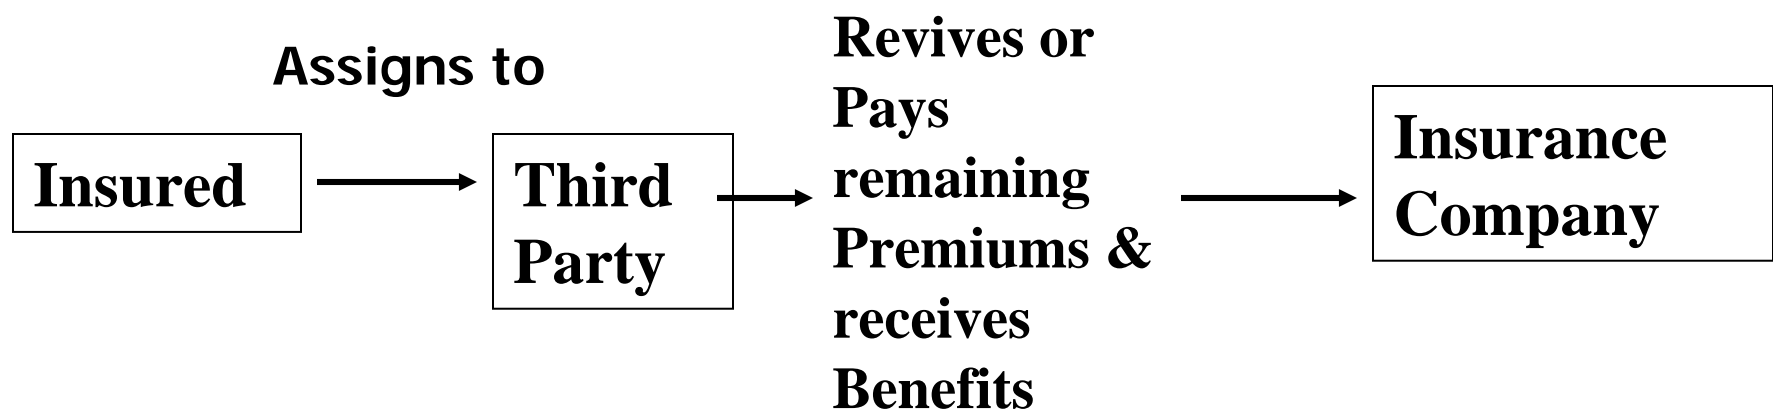 Assigns to
Insured
Third
Party
Revives or
Pays
remaining
Premiums &
receives
Benefits
Insurance
Company